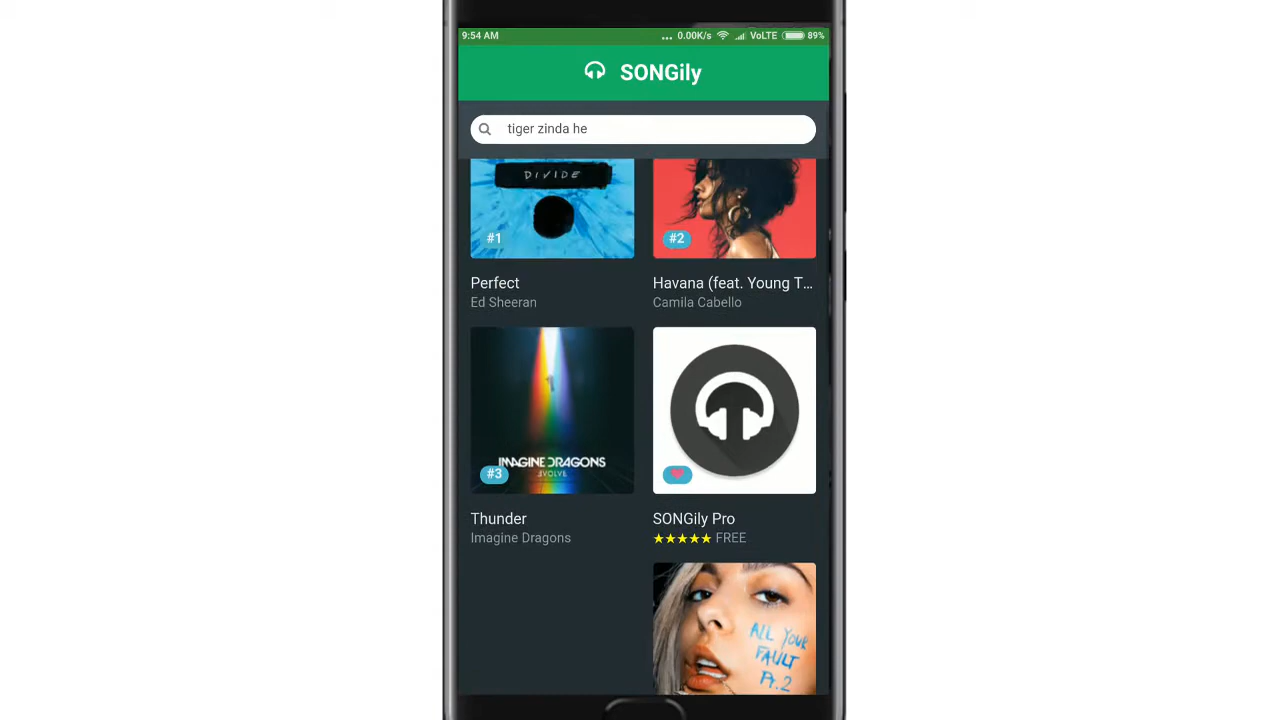 9:54 AM ... 0.00K/s VoLTE 89%
SONGily
tiger zinda he
DIVIDE
#1
#2
Perfect
Havana (feat. Young T...
Ed Sheeran
Camila Cabello
IMAGINE DRAGONS
EVOLVE
#3
Thunder
SONGily Pro
Imagine Dragons
★★★★★ FREE
ALL YOUR
FAULT
Pt.2